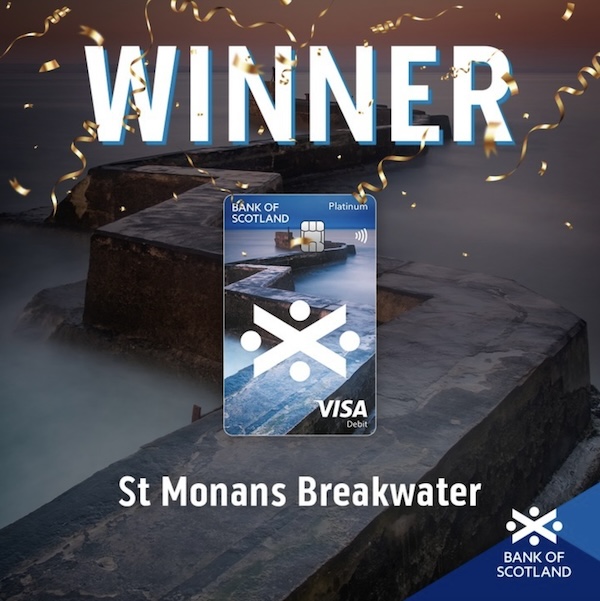 WINNER
BANK OF
SCOTLAND
Platinum
VISA
Debit
St Monans Breakwater
BANK OF
SCOTLAND